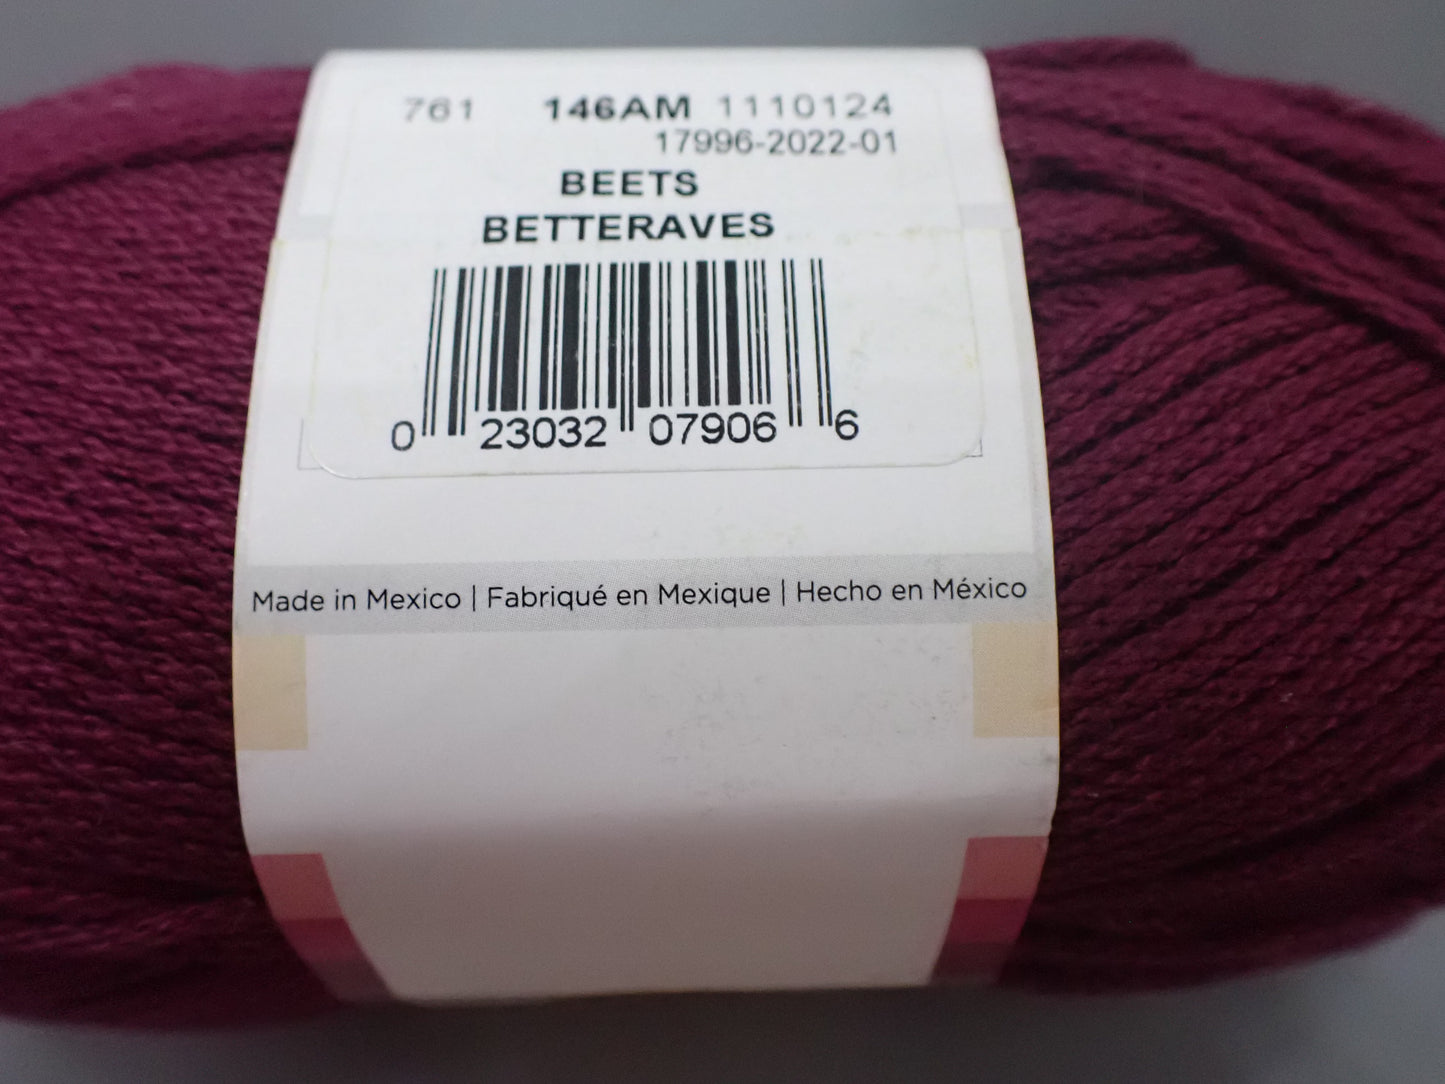 761 146AM 1110124
17996-2022-01
BEETS
BETTERAVES
0 23032 07906 6
Made in Mexico | Fabriqué en Mexique | Hecho en México